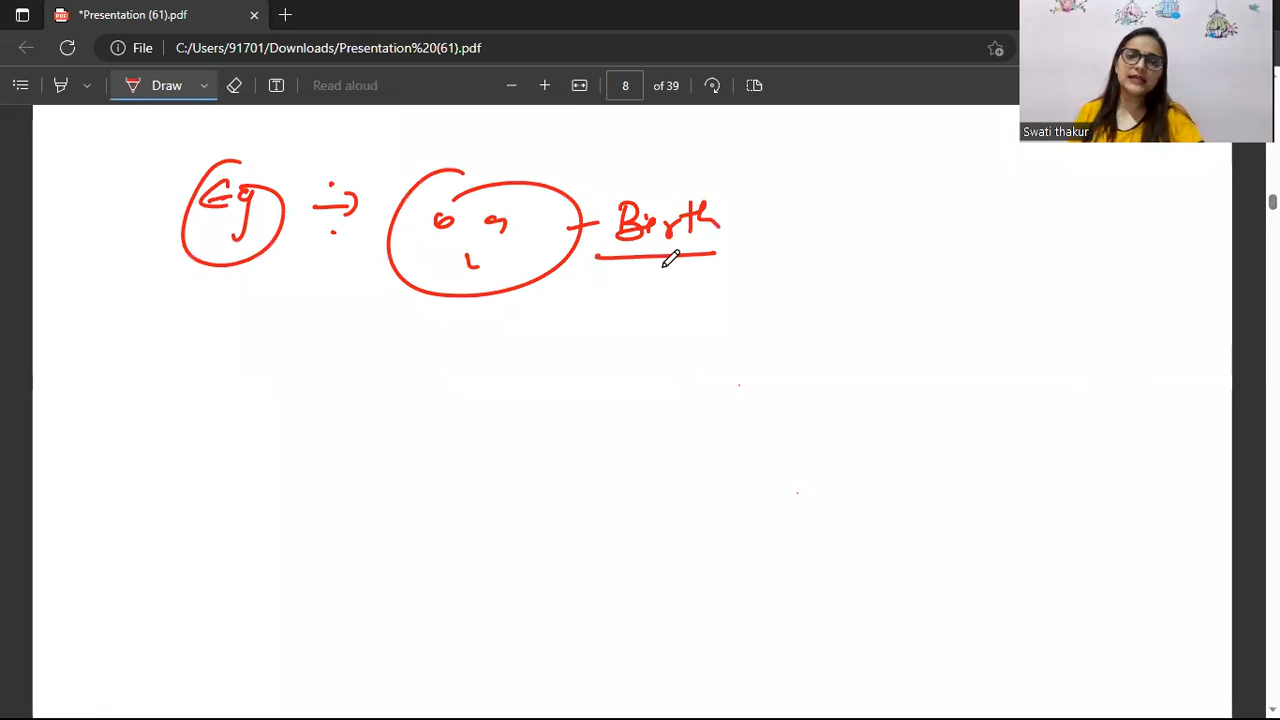 *Presentation (61).pdf
File
C:/Users/91701/Downloads/Presentation%20(61).pdf
Draw
Read aloud
8 of 39
Swati thakur
Eg
Birth